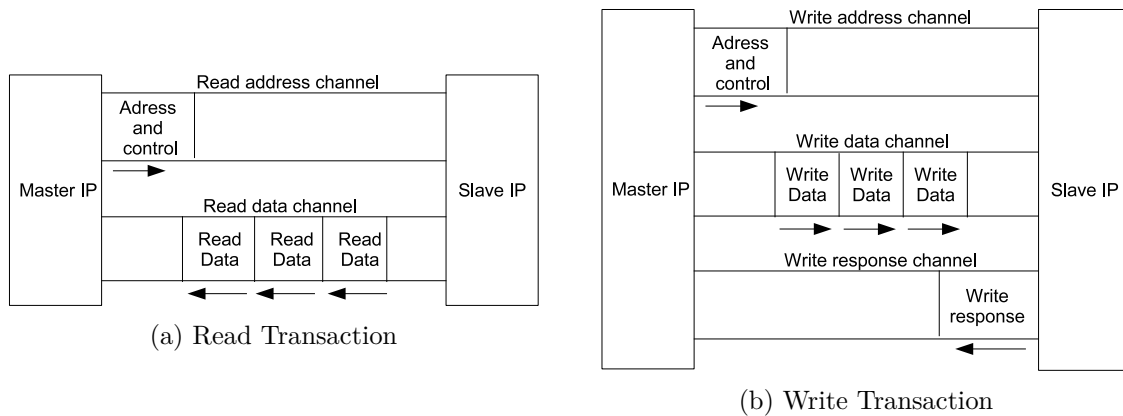 Read address channel
Adress
and
control
Master IP
Slave IP
Read data channel
Read
Data
Read
Data
Read
Data
(a) Read Transaction
Write address channel
Adress
and
control
Write data channel
Master IP
Write
Data
Write
Data
Write
Data
Slave IP
Write response channel
Write
response
(b) Write Transaction